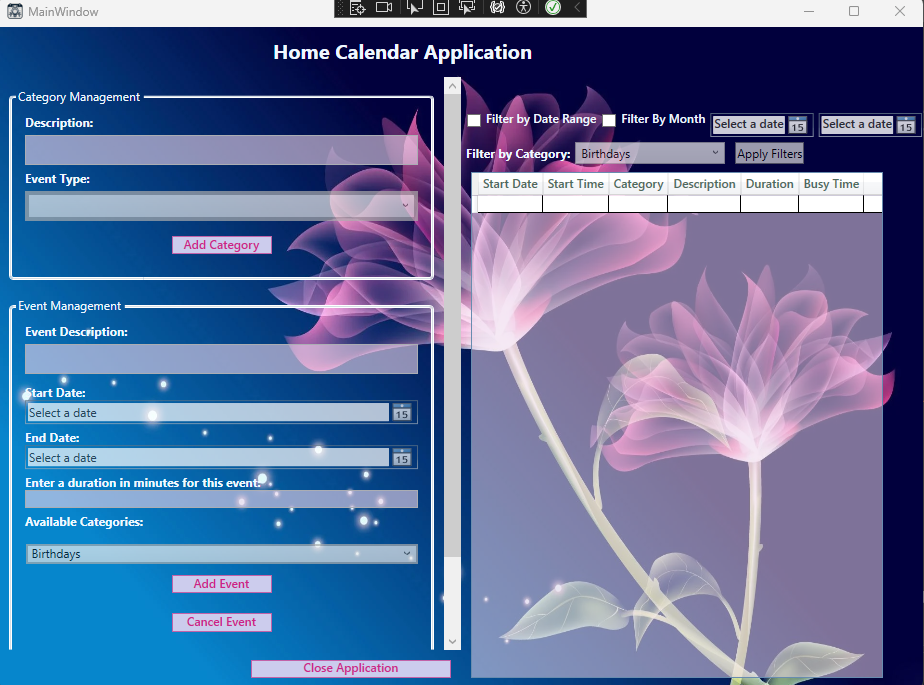 MainWindow
Home Calendar Application
Category Management
Description:
Event Type:
Add Category
Event Management
Event Description:
Start Date:
Select a date 15
End Date:
Select a date 15
Enter a duration in minutes for this event:
Available Categories:
Birthdays
Add Event
Cancel Event
Close Application
Filter by Date Range Filter By Month Select a date 15 Select a date 15
Filter by Category: Birthdays Apply Filters
Start Date Start Time Category Description Duration Busy Time